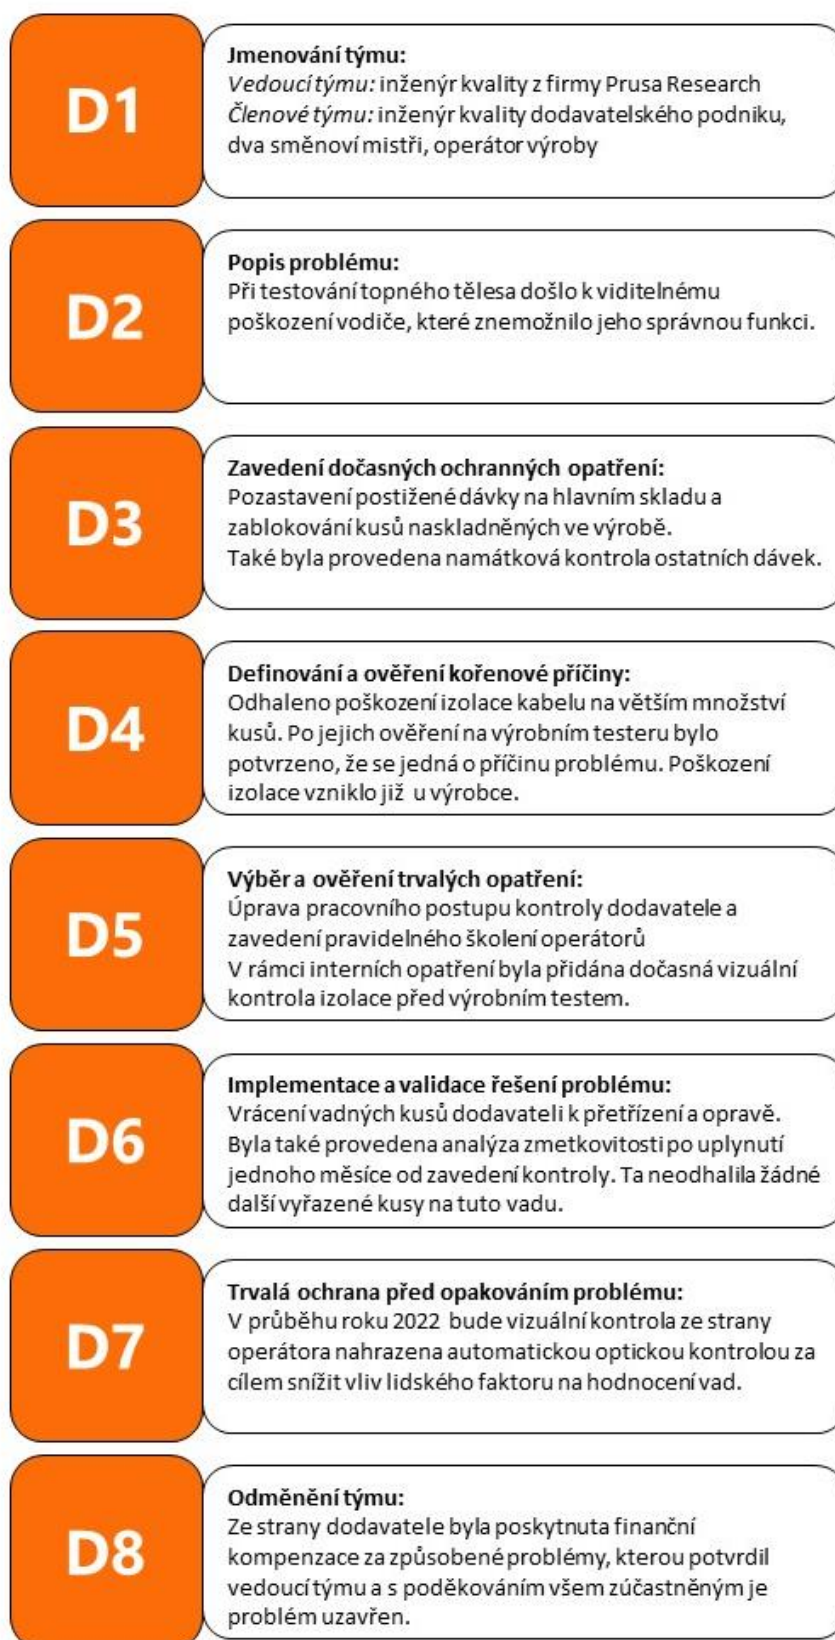 D1
Jmenování týmu:
Vedoucí týmu: inženýr kvality z firmy Prusa Research
Členové týmu: inženýr kvality dodavatelského podniku,
dva směnoví mistři, operátor výroby
D2
Popis problému:
Při testování topného tělesa došlo k viditelnému
poškození vodiče, které znemožnilo jeho správnou funkci.
D3
Zavedení dočasných ochranných opatření:
Pozastavení postižené dávky na hlavním skladu a
zablokování kusů naskladněných ve výrobě.
Také byla provedena namátková kontrola ostatních dávek.
D4
Definování a ověření kořenové příčiny:
Odhaleno poškození izolace kabelu na větším množství
kusů. Po jejich ověření na výrobním testeru bylo
potvrzeno, že se jedná o příčinu problému. Poškození
izolace vzniklo již u výrobce.
D5
Výběr a ověření trvalých opatření:
Úprava pracovního postupu kontroly dodavatele a
zavedení pravidelného školení operátorů
V rámci interních opatření byla přidána dočasná vizuální
kontrola izolace před výrobním testem.
D6
Implementace a validace řešení problému:
Vrácení vadných kusů dodavateli k přetřízení a opravě.
Byla také provedena analýza zmetkovitosti po uplynutí
jednoho měsíce od zavedení kontroly. Ta neodhalila žádné
další vyřazené kusy na tuto vadu.
D7
Trvalá ochrana před opakováním problému:
V průběhu roku 2022 bude vizuální kontrola ze strany
operátora nahrazena automatickou optickou kontrolou za
cílem snížit vliv lidského faktoru na hodnocení vad.
D8
Odměnění týmu:
Ze strany dodavatele byla poskytnuta finanční
kompenzace za způsobené problémy, kterou potvrdil
vedoucí týmu a s poděkováním všem zúčastněným je
problém uzavřen.